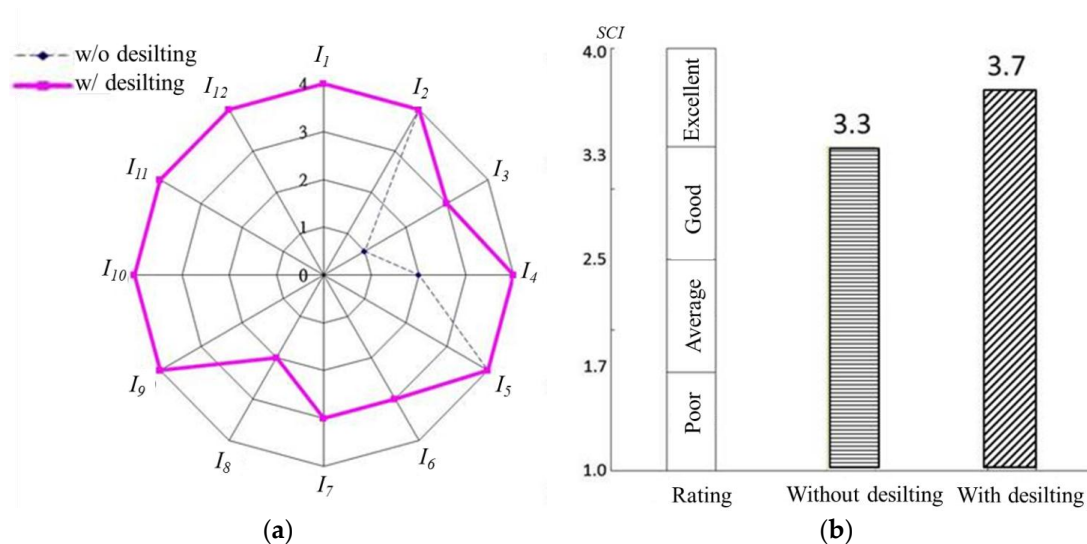 w/o desilting
w/ desilting
I1
I2
I3
I4
I5
I6
I7
I8
I9
I10
I11
I12
4
3
2
1
0
(a)
SCI
4.0
3.3
2.5
1.7
1.0
Excellent
Good
Average
Poor
3.3
3.7
Rating
Without desilting
With desilting
(b)